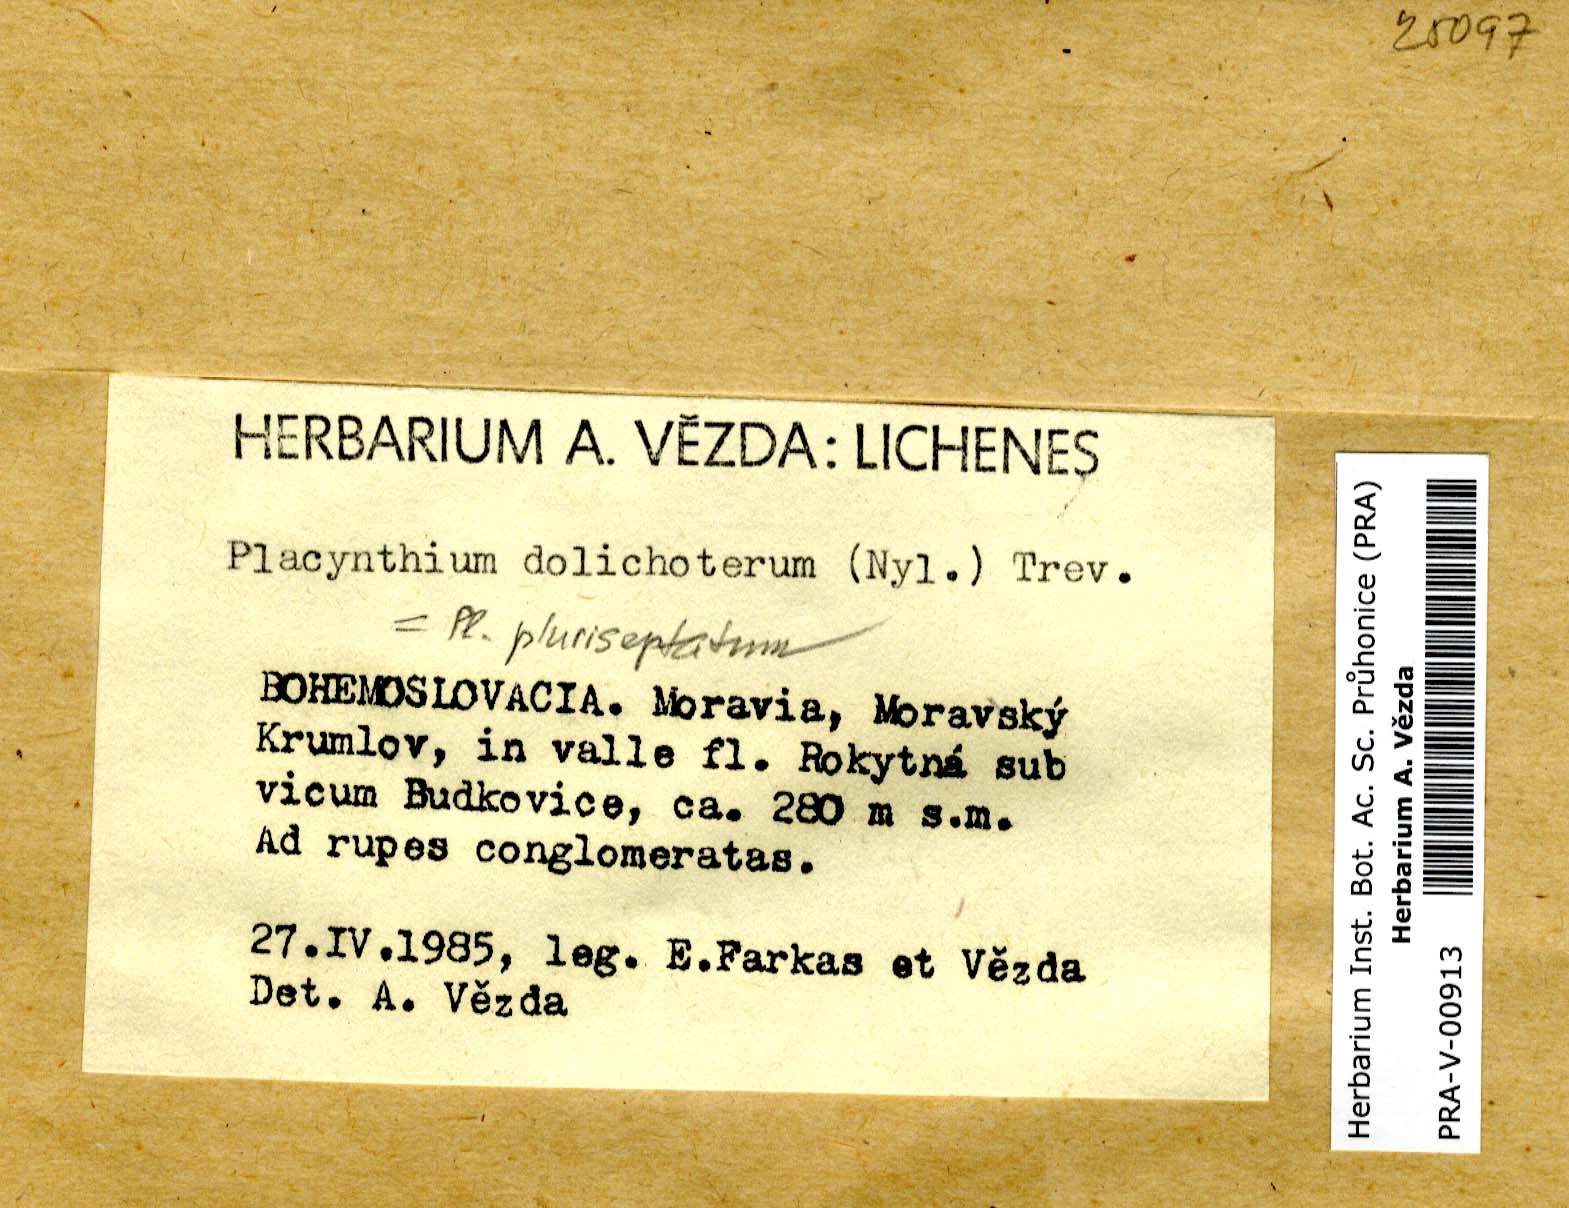 25097
HERBARIUM A. VĚZDA: LICHENES
Placynthium dolichoterum (Nyl.) Trev.
= Pl. pluriseptatum
BOHEMOSLOVACIA. Moravia, Moravský
Krumlov, in valle fl. Rokytná sub
vicum Budkovice, ca. 280 m s.m.
Ad rupes conglomeratas.
27.IV.1985, leg. E.Farkas et Vězda
Det. A. Vězda
Herbarium Inst. Bot. Ac. Sc. Průhonice (PRA)
Herbarium A. Vězda
PRA-V-00913